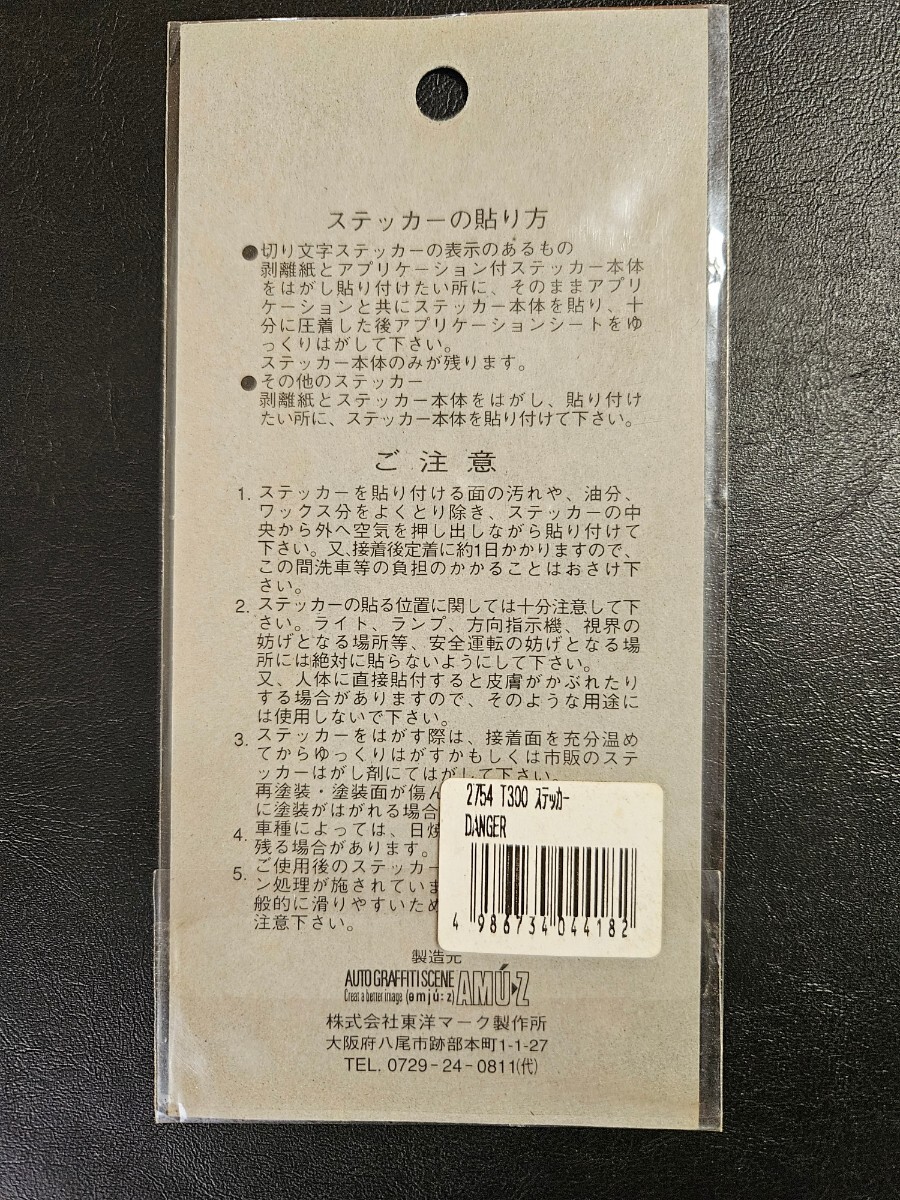 ステッカーの貼り方
●切り文字ステッカーの表示のあるもの
剥離紙とアプリケーション付ステッカー本体
をはがし貼り付けたい所に、そのままアプリ
ケーションと共にステッカー本体を貼り、十
分に圧着した後アプリケーションシートをゆ
っくりはがして下さい。
ステッカー本体のみが残ります。
●その他のステッカー
剥離紙とステッカー本体をはがし、貼り付け
たい所に、ステッカー本体を貼り付けて下さい。
ご注意
1. ステッカーを貼り付ける面の汚れや、油分、
ワックス分をよくとり除き、ステッカーの中
央から外へ空気を押し出しながら貼り付けて
下さい。又、接着後定着に約1日かかりますので、
この間洗車等の負担のかかることはおさけ下
さい。
2. ステッカーの貼る位置に関しては十分注意して下
さい。ライト、ランプ、方向指示機、視界の
妨げとなる場所等、安全運転の妨げとなる場
所には絶対に貼らないようにして下さい。
又、人体に直接貼付すると皮膚がかぶれたり
する場合がありますので、そのような用途に
は使用しないで下さい。
3. ステッカーをはがす際は、接着面を充分温め
てからゆっくりはがすかもしくは市販のステ
ッカーはがし剤にてはがして下さい。
再塗装・塗装面が傷ん
に塗装がはがれる場合
4. 車種によっては、日焼
残る場合があります。
5. ご使用後のステッカー
ン処理が施されていま
般的に滑りやすいため
注意下さい。
2754 T300 ステッカー
DANGER
4 986734 044182
製造元
AUTO GRAFFITI SCENE
Creat a better image (əmjú:z) AMÚ▸Z
株式会社東洋マーク製作所
大阪府八尾市跡部本町1-1-27
TEL. 0729-24-0811(代)